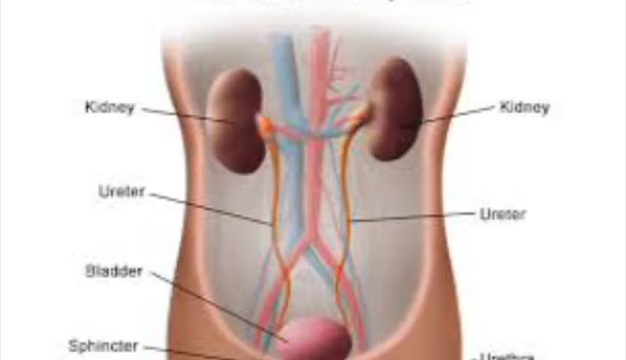 Kidney
Kidney
Ureter
Ureter
Bladder
Sphincter
Urethra